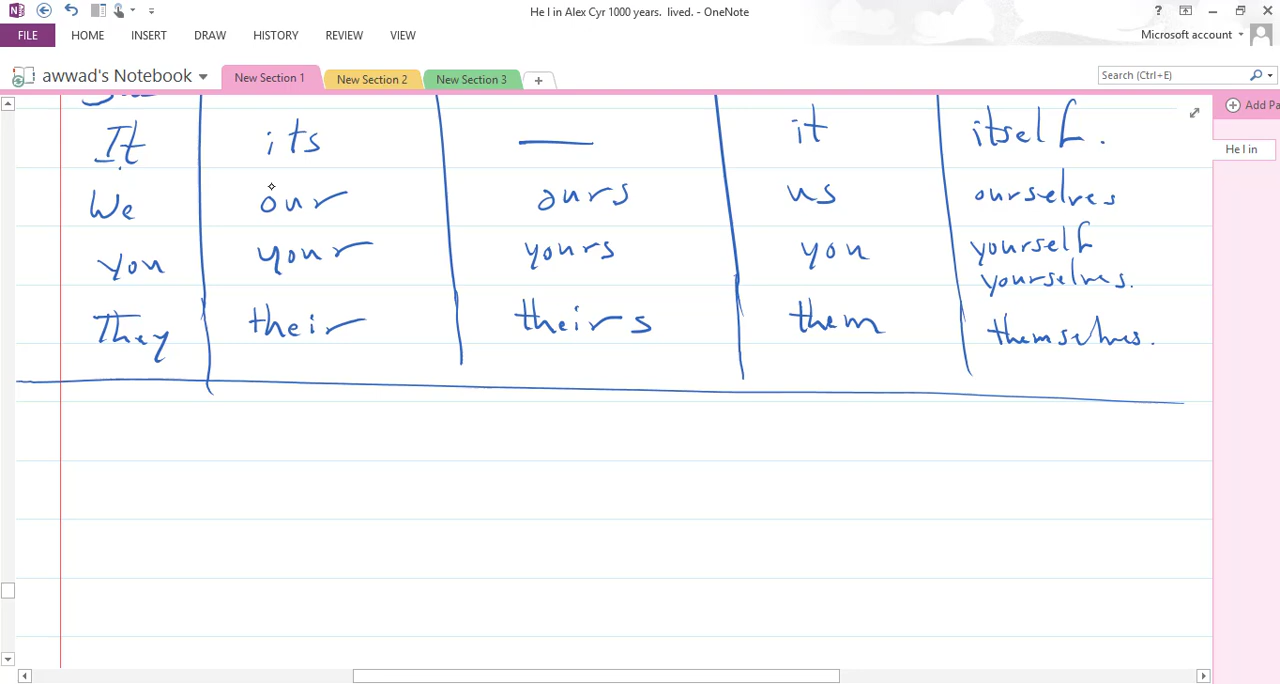 He I in Alex Cyr 1000 years. lived. - OneNote
?
FILE HOME INSERT DRAW HISTORY REVIEW VIEW
Microsoft account
awwad's Notebook
New Section 1
New Section 2
New Section 3
+
Search (Ctrl+E)
Add Pa
He I in
It its — it itself.
We our ours us ourselves
you your yours you yourself
yourselves.
They their theirs them themselves.